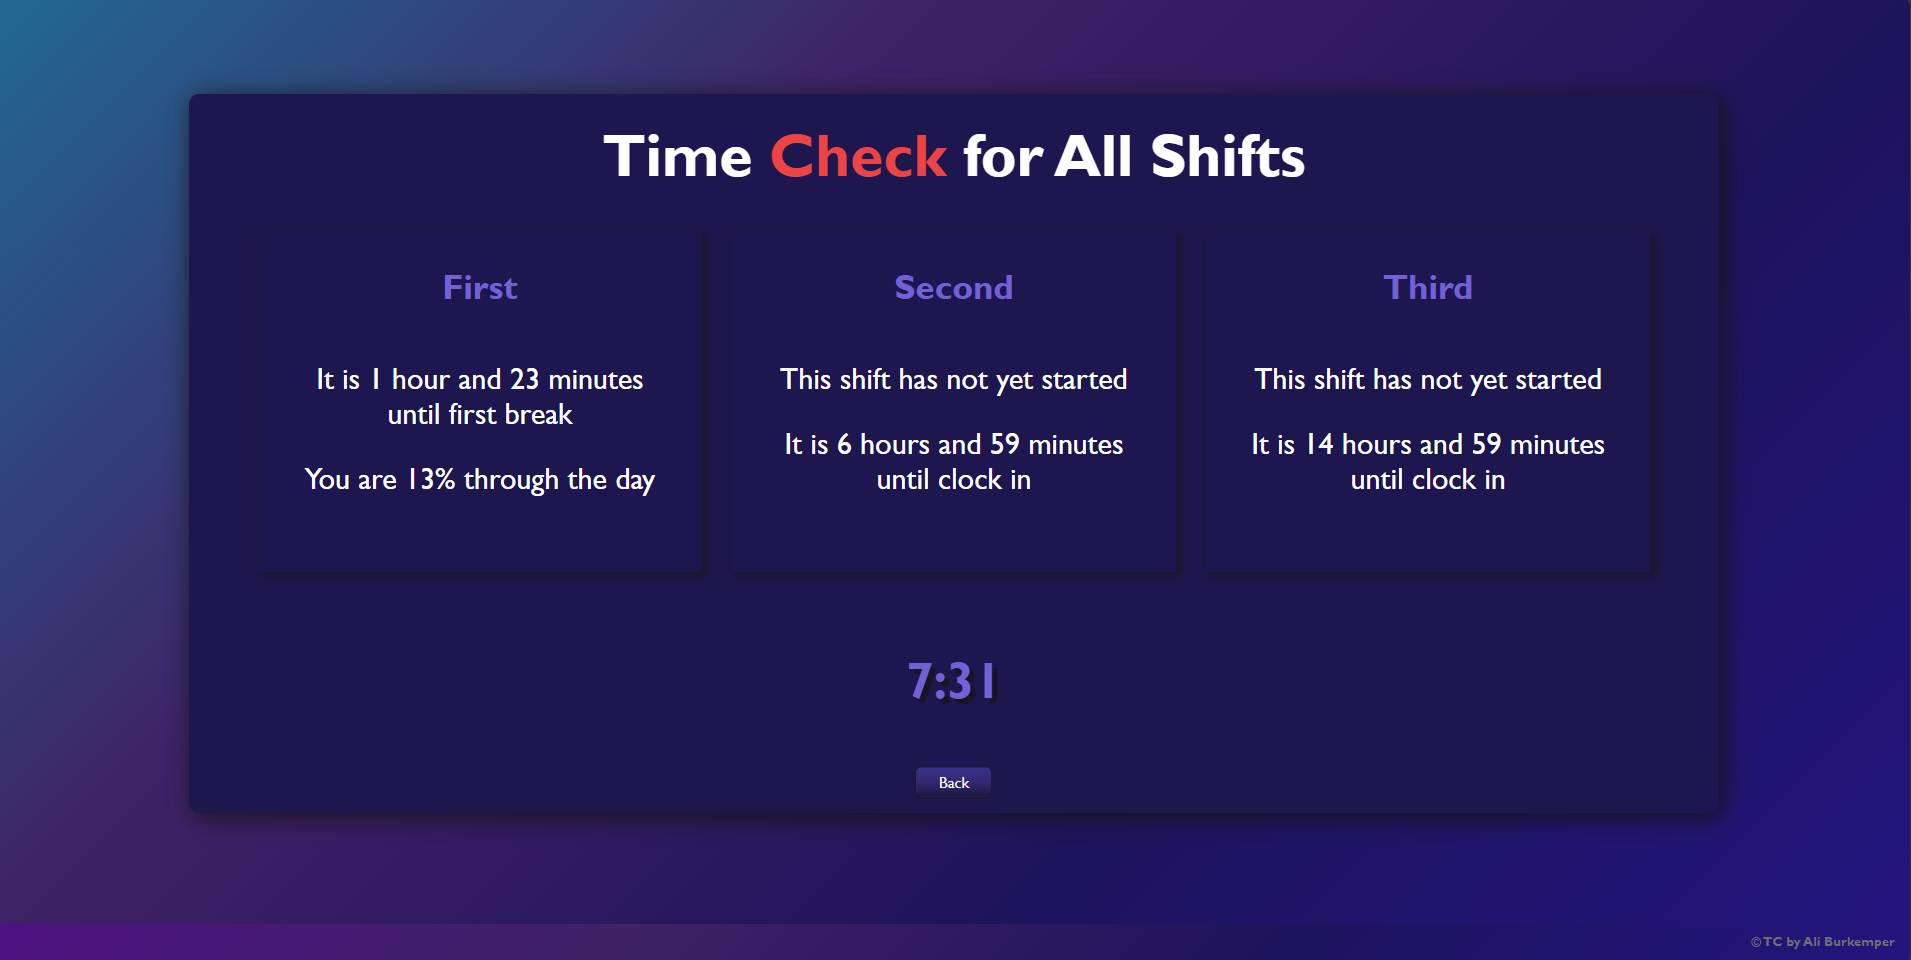 Time Check for All Shifts
First
It is 1 hour and 23 minutes
until first break
You are 13% through the day
Second
This shift has not yet started
It is 6 hours and 59 minutes
until clock in
Third
This shift has not yet started
It is 14 hours and 59 minutes
until clock in
7:31
Back
©TC by Ali Burkemper